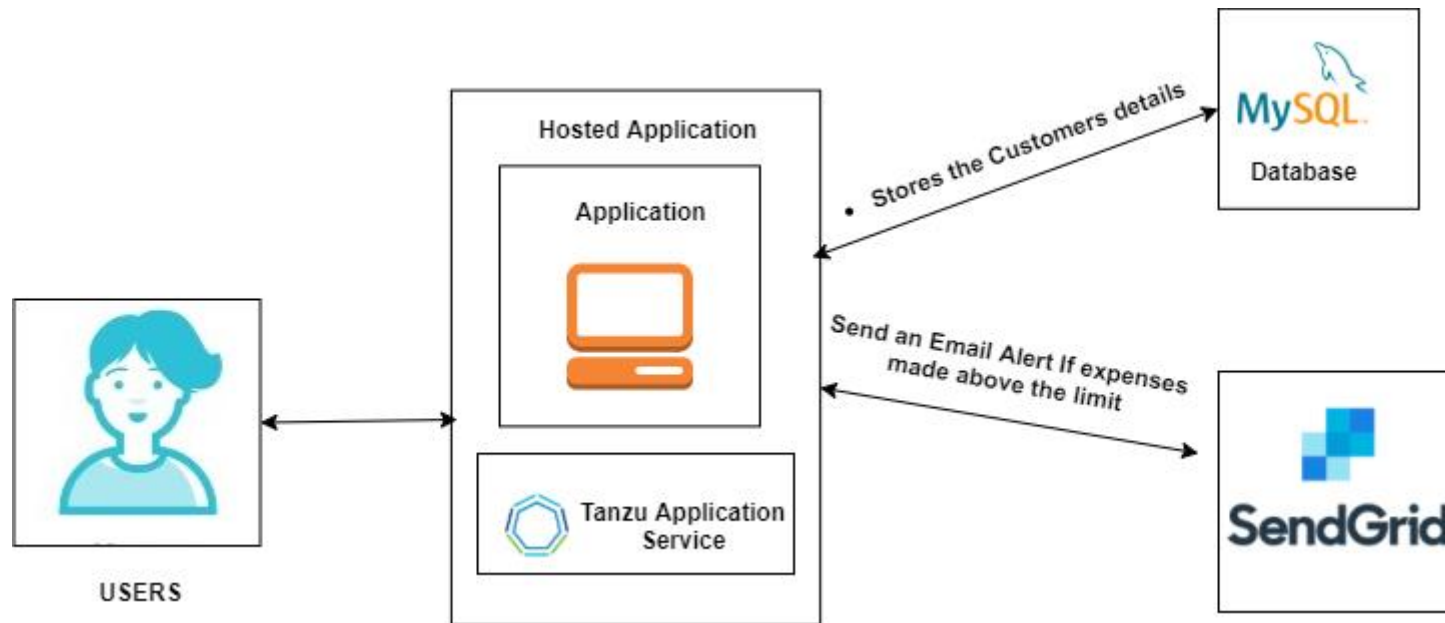 Hosted Application
Application
Tanzu Application
Service
USERS
• Stores the Customers details
Send an Email Alert If expenses
made above the limit
MySQL
Database
SendGrid